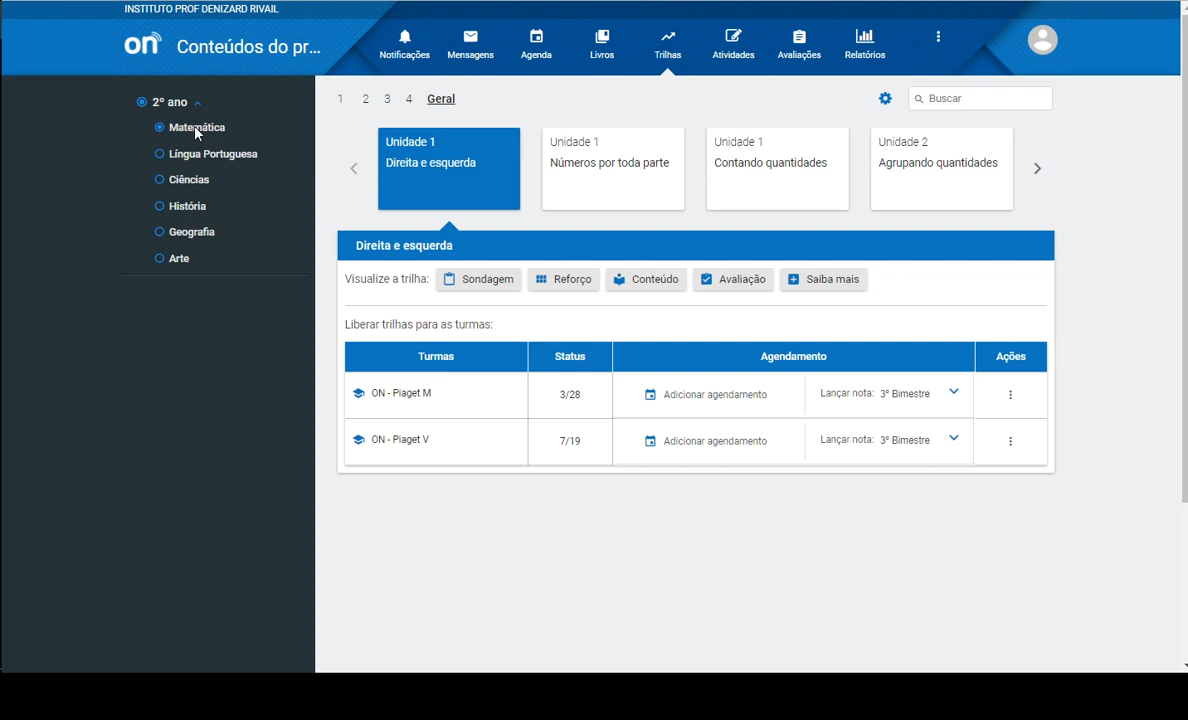 INSTITUTO PROF DENIZARD RIVAIL
on Conteúdos do pr...
Notificações Mensagens Agenda Livros Trilhas Atividades Avaliações Relatórios
2º ano
Matemática
Língua Portuguesa
Ciências
História
Geografia
Arte
1 2 3 4 Geral
Buscar
Unidade 1
Direita e esquerda
Unidade 1
Números por toda parte
Unidade 1
Contando quantidades
Unidade 2
Agrupando quantidades
Direita e esquerda
Visualize a trilha: Sondagem Reforço Conteúdo Avaliação Saiba mais
Liberar trilhas para as turmas:
Turmas Status Agendamento Ações
ON - Piaget M 3/28 Adicionar agendamento Lançar nota: 3º Bimestre
ON - Piaget V 7/19 Adicionar agendamento Lançar nota: 3º Bimestre